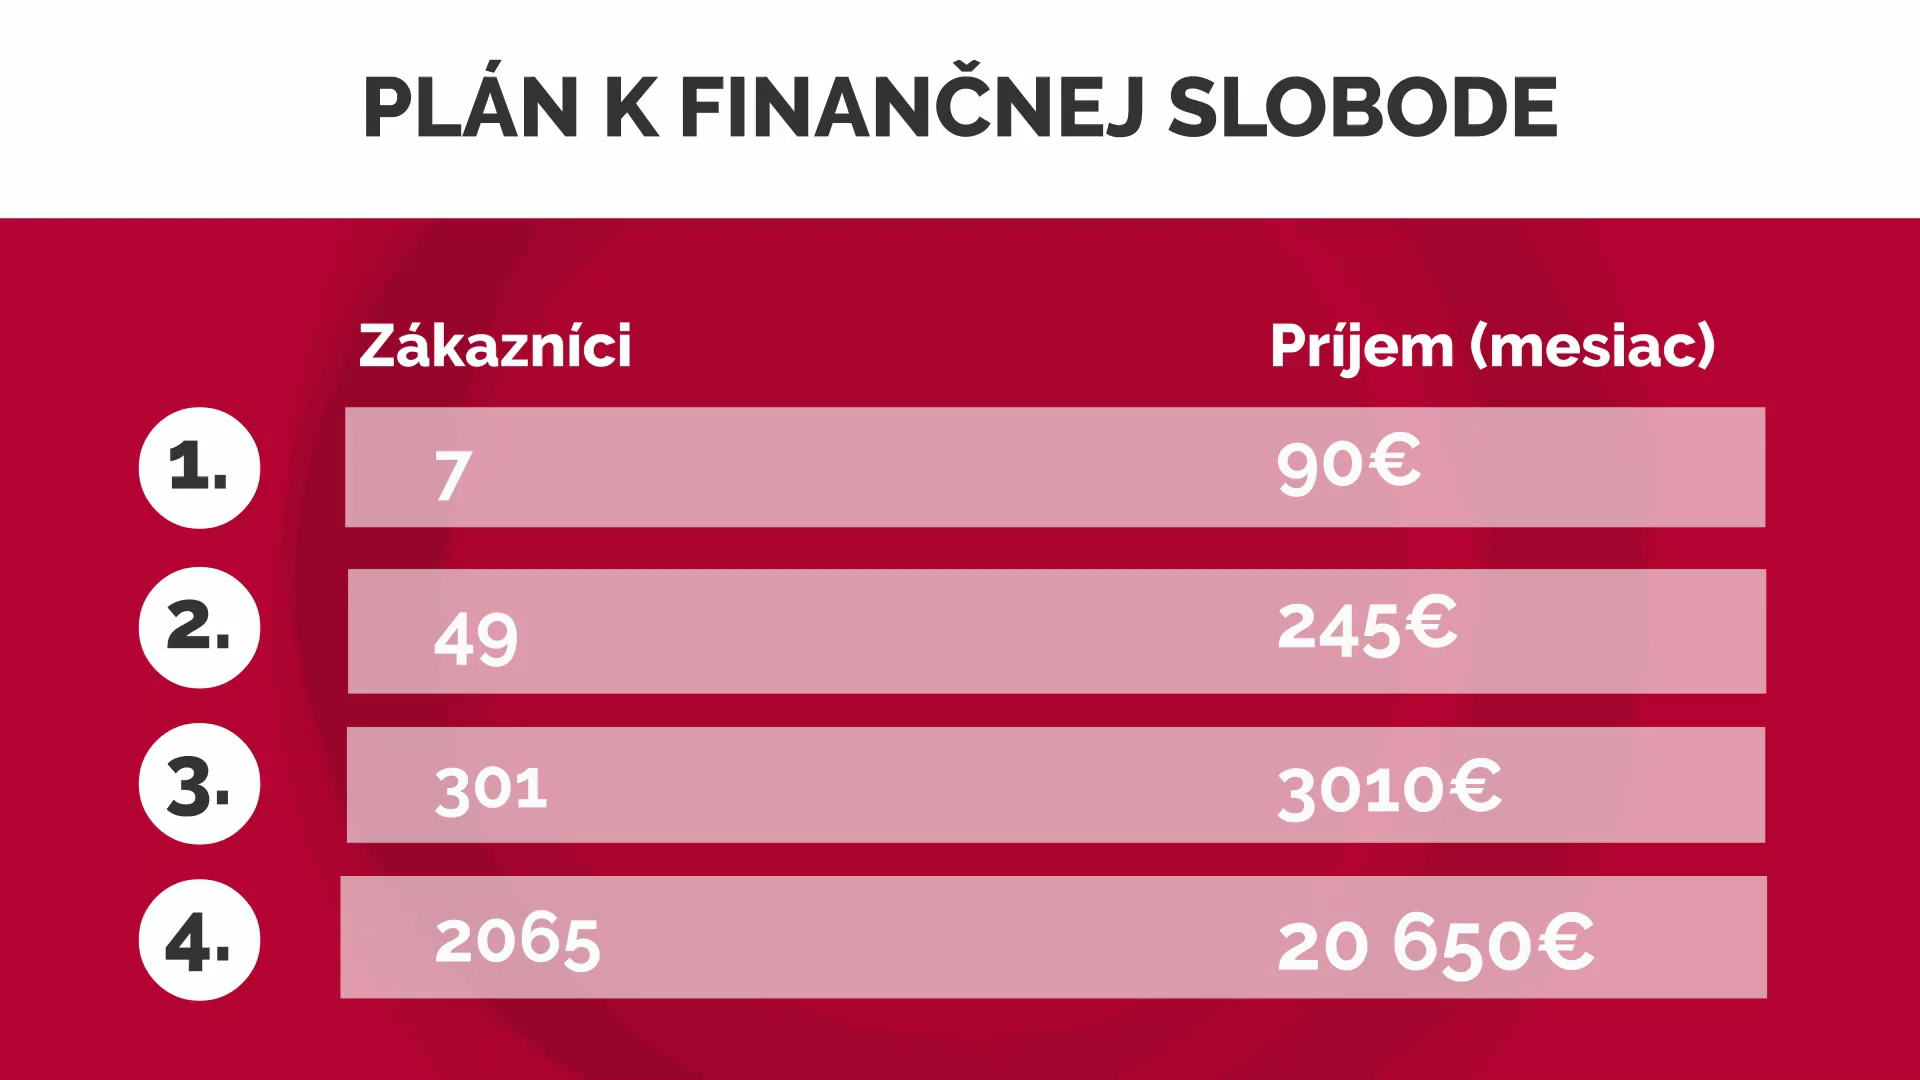 PLÁN K FINANČNEJ SLOBODE
Zákazníci Príjem (mesiac)
1. 7 90€
2. 49 245€
3. 301 3010€
4. 2065 20 650€